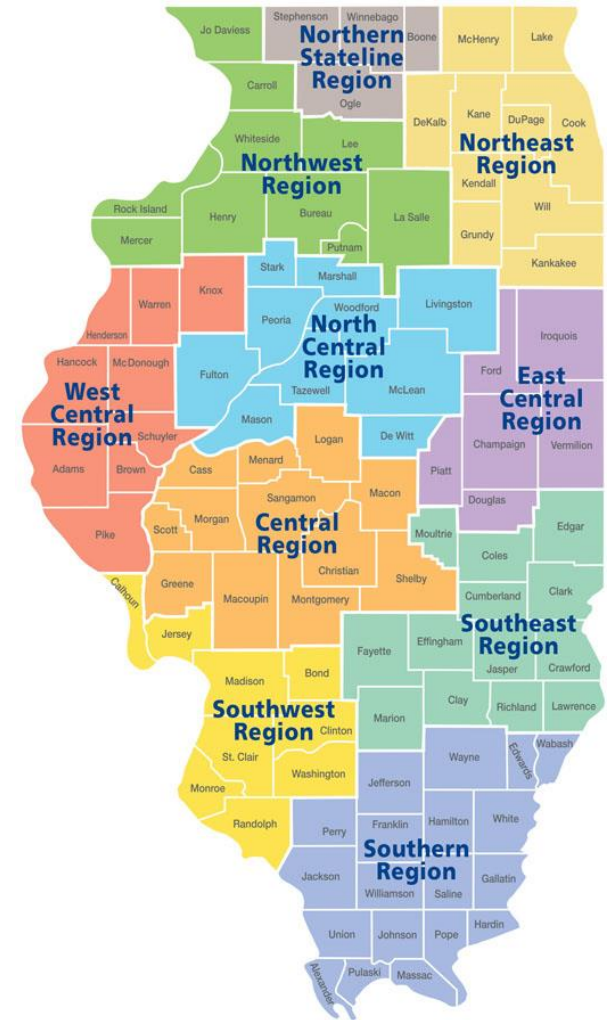 Jo Daviess
Stephenson
Winnebago
Boone
McHenry
Lake
Northern
Stateline
Region
Carroll
Ogle
DeKalb
Kane
DuPage
Cook
Northeast
Region
Whiteside
Lee
Northwest
Region
Kendall
Will
Rock Island
Henry
Bureau
La Salle
Grundy
Mercer
Putnam
Kankakee
Stark
Marshall
Knox
Warren
Henderson
Peoria
Woodford
Livingston
Iroquois
North
Central
Region
Hancock
McDonough
Fulton
Tazewell
McLean
Ford
East
Central
Region
West
Central
Region
Mason
Schuyler
Logan
De Witt
Champaign
Vermilion
Adams
Brown
Cass
Menard
Piatt
Sangamon
Macon
Douglas
Pike
Scott
Morgan
Central
Region
Moultrie
Edgar
Coles
Christian
Shelby
Greene
Macoupin
Montgomery
Cumberland
Clark
Calhoun
Jersey
Southeast
Region
Fayette
Effingham
Jasper
Crawford
Madison
Bond
Clay
Richland
Lawrence
Southwest
Region
Clinton
Marion
St. Clair
Wayne
Edwards
Wabash
Washington
Jefferson
Monroe
Randolph
Perry
Franklin
Hamilton
White
Southern
Region
Jackson
Williamson
Saline
Gallatin
Union
Johnson
Pope
Hardin
Alexander
Pulaski
Massac